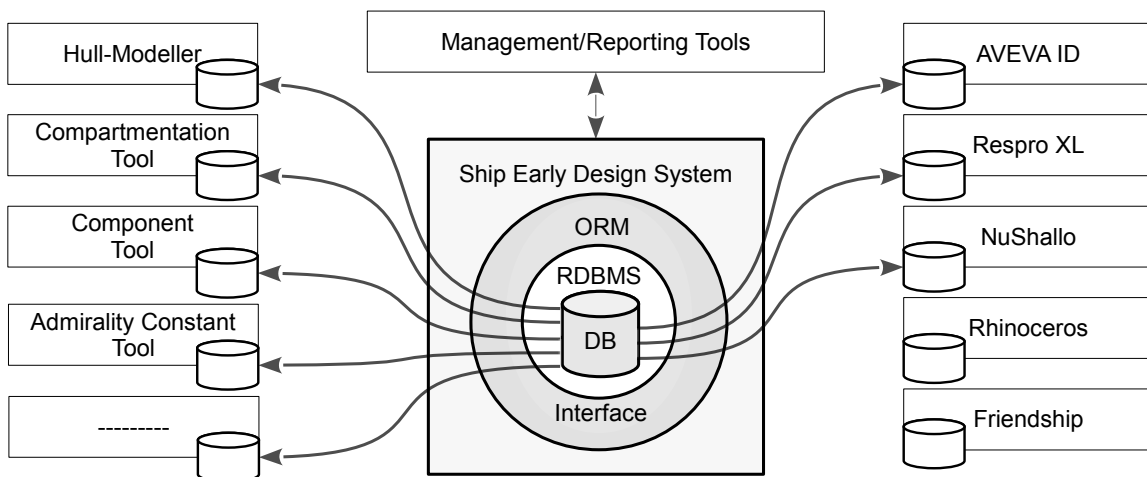 Hull-Modeller
Compartmentation
Tool
Component
Tool
Admirality Constant
Tool
---------
Management/Reporting Tools
Ship Early Design System
ORM
RDBMS
DB
Interface
AVEVA ID
Respro XL
NuShallo
Rhinoceros
Friendship